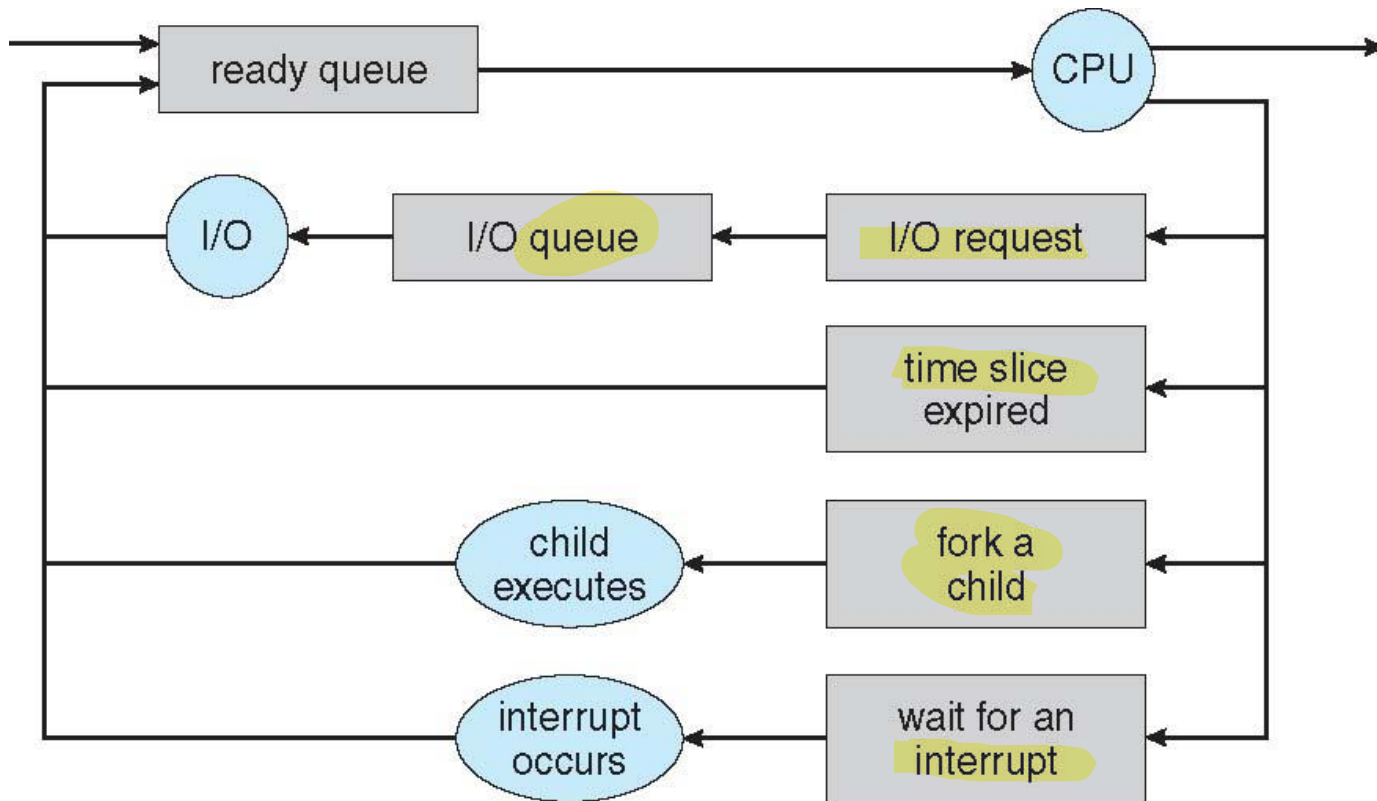 ready queue
CPU
I/O
I/O queue
I/O request
time slice
expired
child
executes
fork a
child
interrupt
occurs
wait for an
interrupt